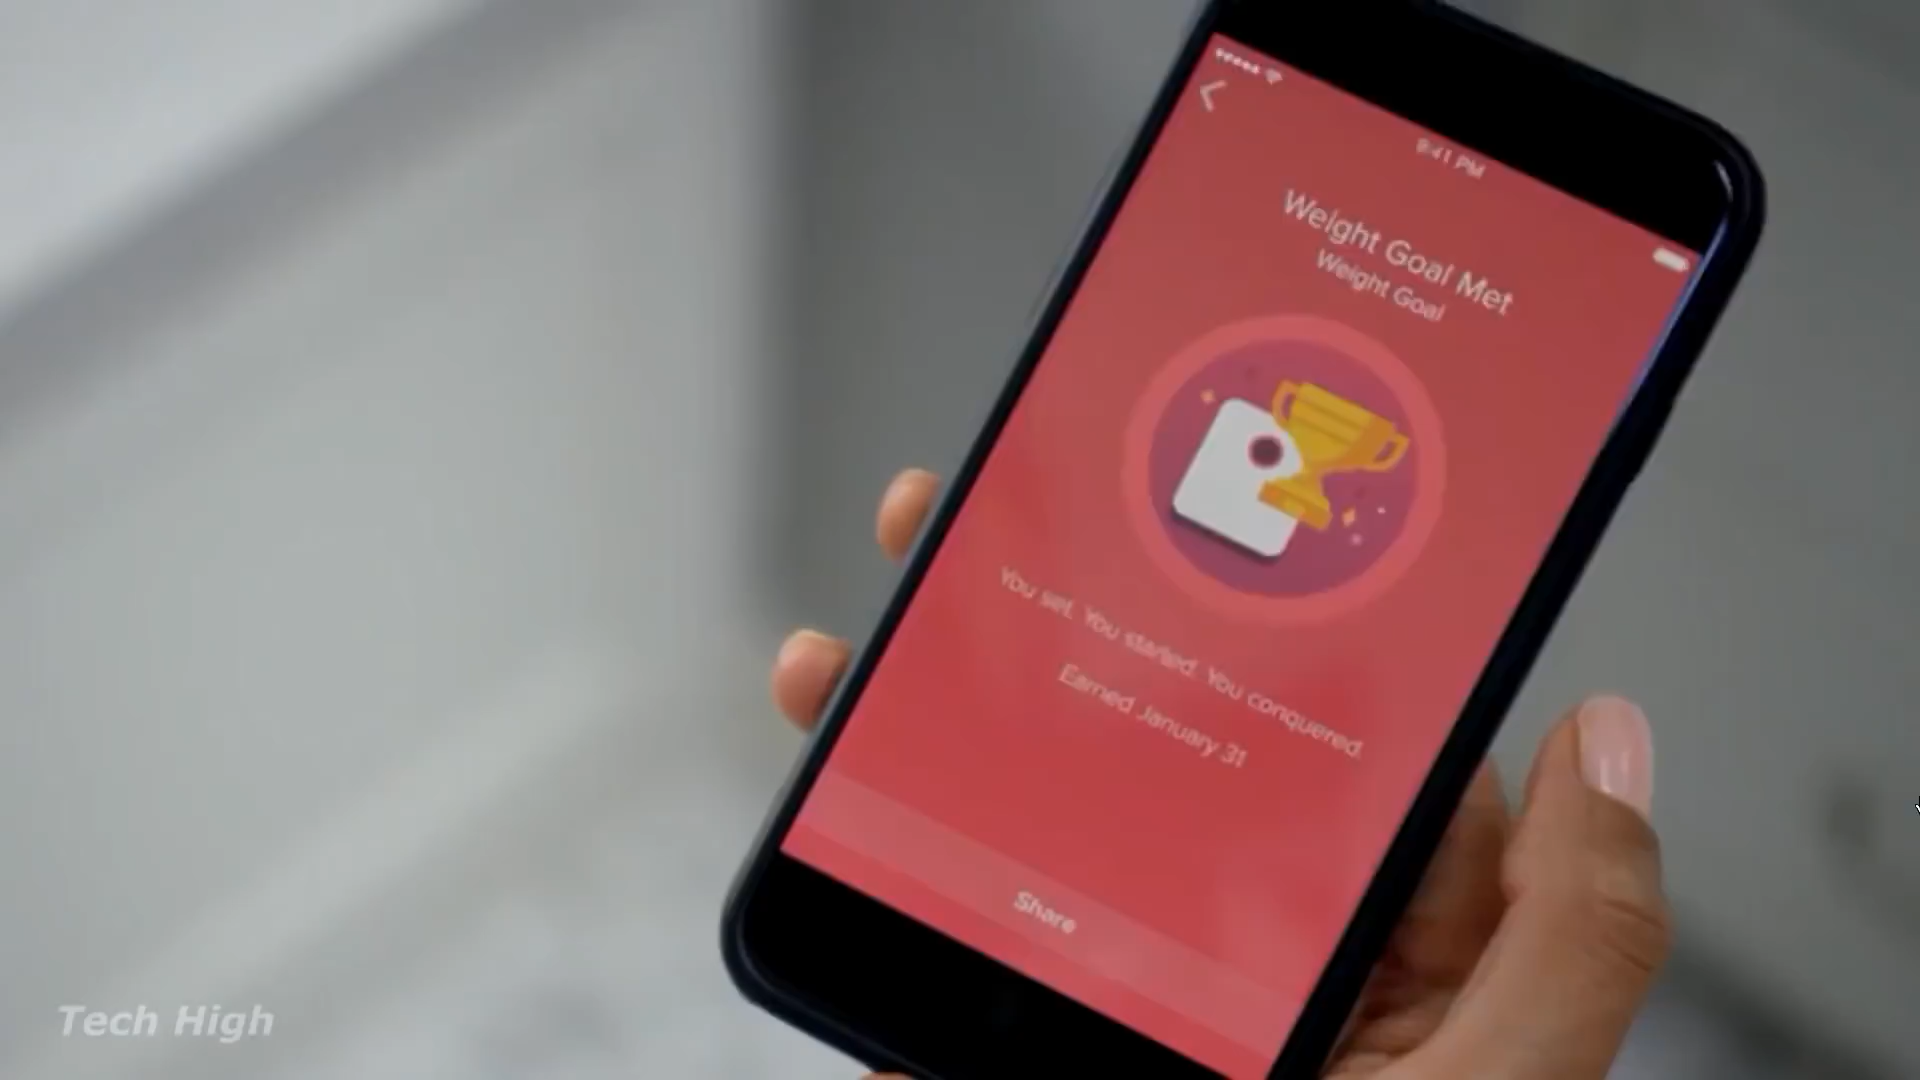 9:41 PM
Weight Goal Met
Weight Goal
You set. You started. You conquered.
Earned January 31
Share
Tech High